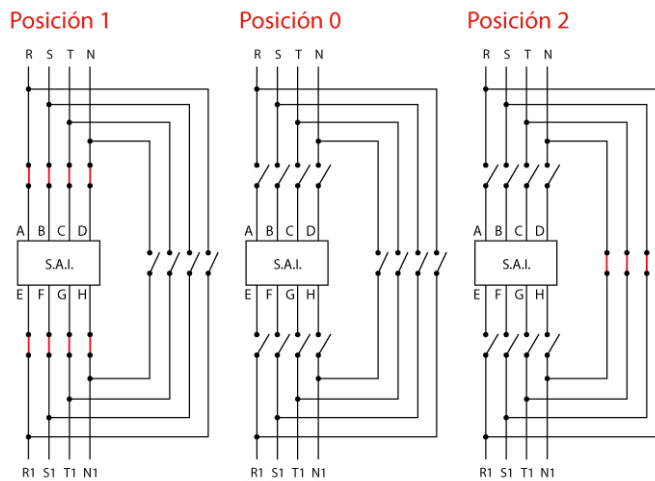 Posición 1
R S T N
A B C D
S.A.I.
E F G H
R1 S1 T1 N1
Posición 0
R S T N
A B C D
S.A.I.
E F G H
R1 S1 T1 N1
Posición 2
R S T N
A B C D
S.A.I.
E F G H
R1 S1 T1 N1